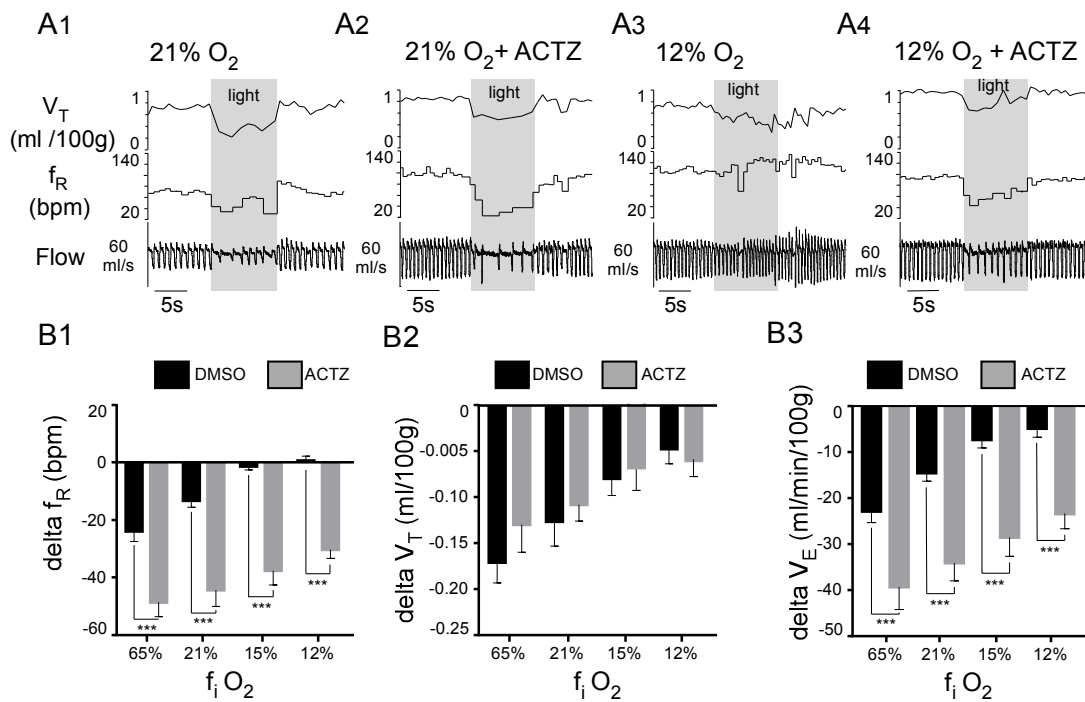 A1 A2 A3 A4
21% O2 21% O2+ ACTZ 12% O2 12% O2 + ACTZ
VT (ml /100g) 1 0 light 1 0 light 1 0 light 1 0 light
fR (bpm) 140 20 140 20 140 20 140 20
Flow 60 ml/s 60 ml/s 60 ml/s 60 ml/s
5s 5s 5s 5s
B1 B2 B3
DMSO ACTZ DMSO ACTZ DMSO ACTZ
delta fR (bpm)
20
0
-20
-40
-60
*** *** *** ***
65% 21% 15% 12%
fi O2
delta VT (ml/100g)
0
-0.005
-0.10
-0.15
-0.20
-0.25
65% 21% 15% 12%
fi O2
delta VE (ml/min/100g)
0
-10
-20
-30
-40
-50
*** *** *** ***
65% 21% 15% 12%
fi O2